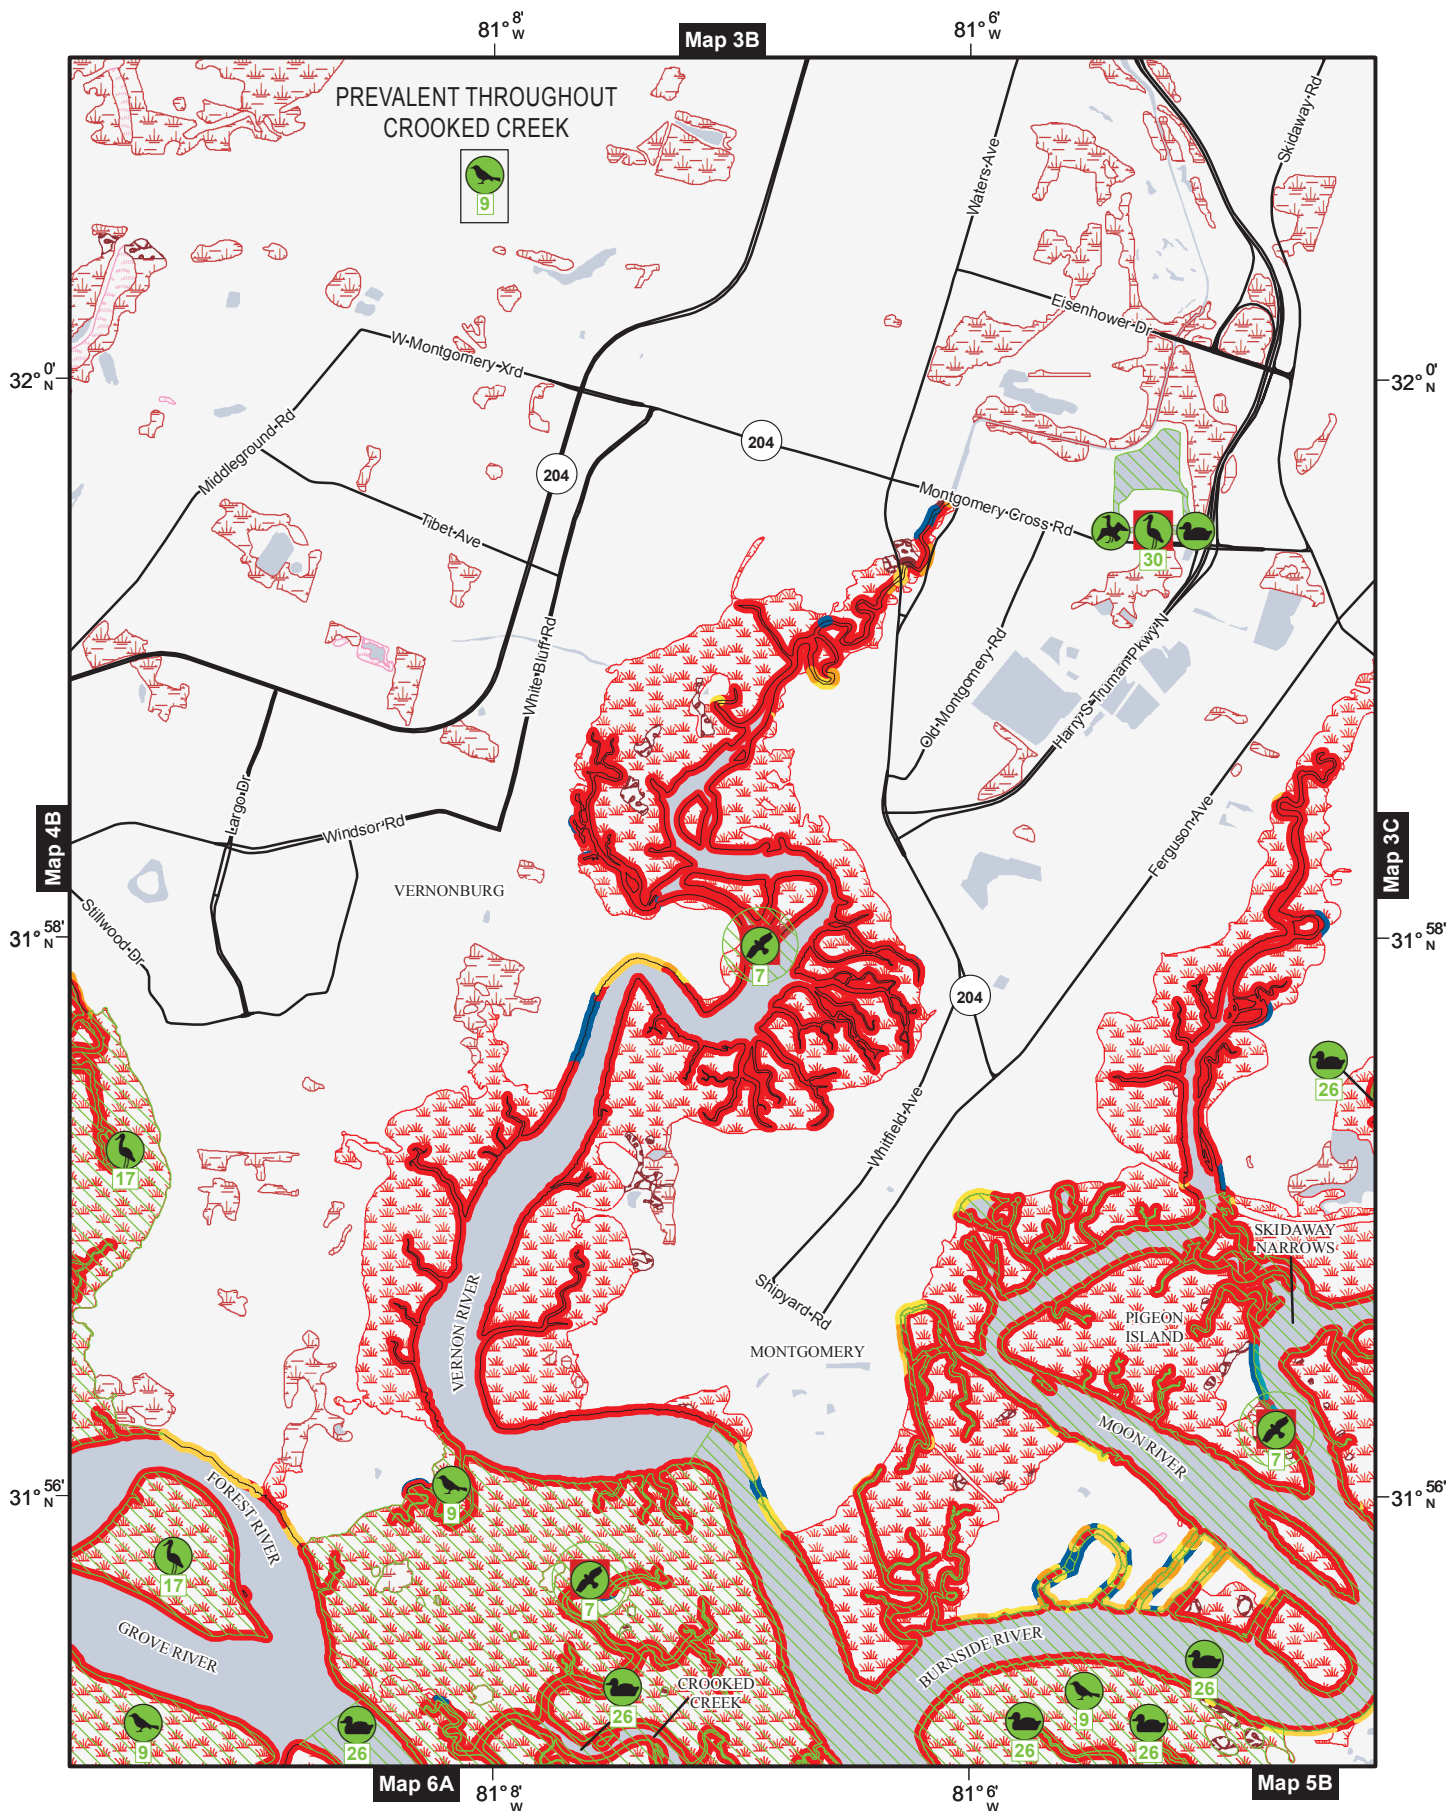 81° 8' W
Map 3B
81° 6' W
PREVALENT THROUGHOUT
CROOKED CREEK
9
Skidaway Rd
Waters Ave
Eisenhower Dr
W Montgomery Xrd
32° 0' N
32° 0' N
Middleground Rd
204
204
Montgomery Cross Rd
Tibet Ave
30
White Bluff Rd
Old Montgomery Rd
Harry S Truman Pkwy N
Largo Dr
Windsor Rd
Ferguson Ave
Map 4B
Map 3C
VERNONBURG
Stillwood Dr
31° 58' N
31° 58' N
7
204
26
Whitfield Ave
17
SKIDAWAY
NARROWS
VERNON RIVER
Shipyard Rd
PIGEON
ISLAND
MONTGOMERY
MOON RIVER
7
FOREST RIVER
31° 56' N
31° 56' N
9
17
7
GROVE RIVER
BURNSIDE RIVER
CROOKED
CREEK
26
26
9
9
26
26
26
Map 6A
81° 8' W
81° 6' W
Map 5B